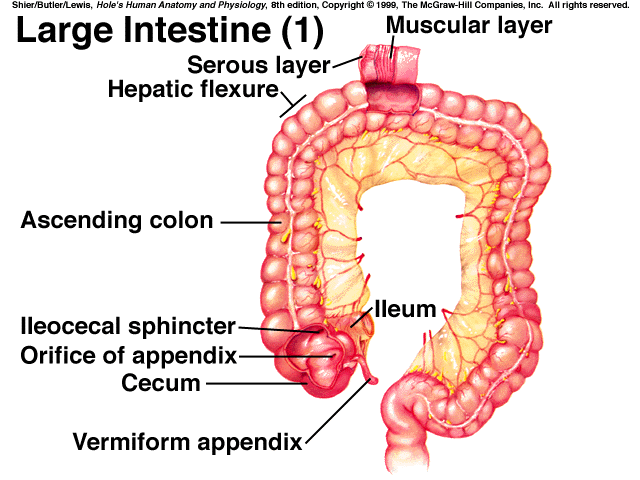 Shier/Butler/Lewis, Hole's Human Anatomy and Physiology, 8th edition, Copyright © 1999, The McGraw-Hill Companies, Inc. All rights reserved.
Large Intestine (1)
Muscular layer
Serous layer
Hepatic flexure
Ascending colon
Ileum
Ileocecal sphincter
Orifice of appendix
Cecum
Vermiform appendix